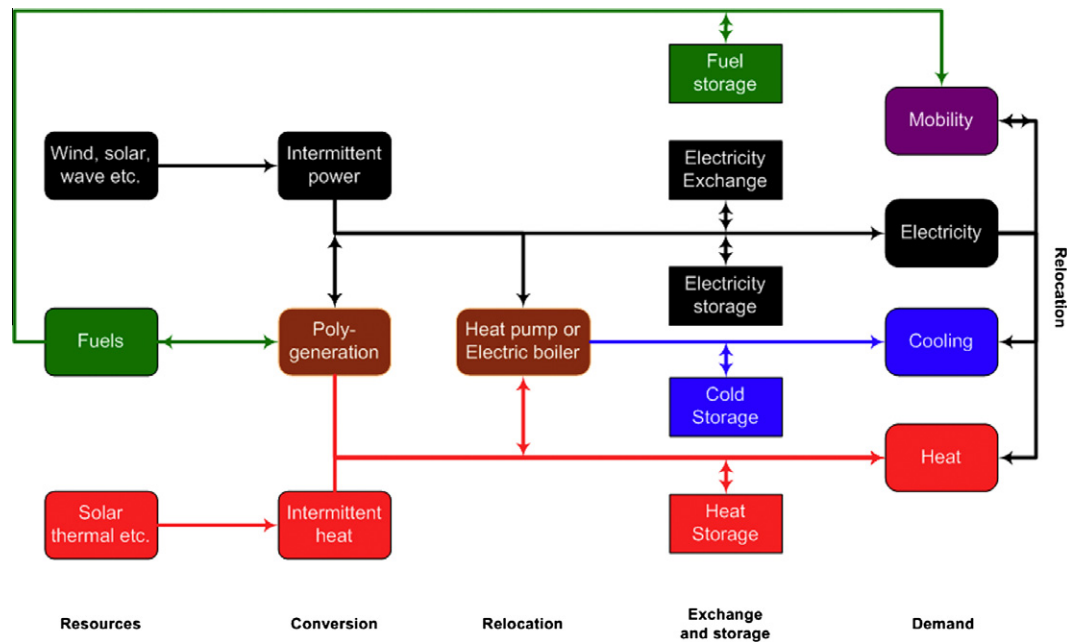 Fuel
storage
Mobility
Wind, solar,
wave etc.
Intermittent
power
Electricity
Exchange
Electricity
Relocation
Electricity
storage
Fuels
Poly-
generation
Heat pump or
Electric boiler
Cooling
Cold
Storage
Heat
Solar
thermal etc.
Intermittent
heat
Heat
Storage
Resources
Conversion
Relocation
Exchange
and storage
Demand